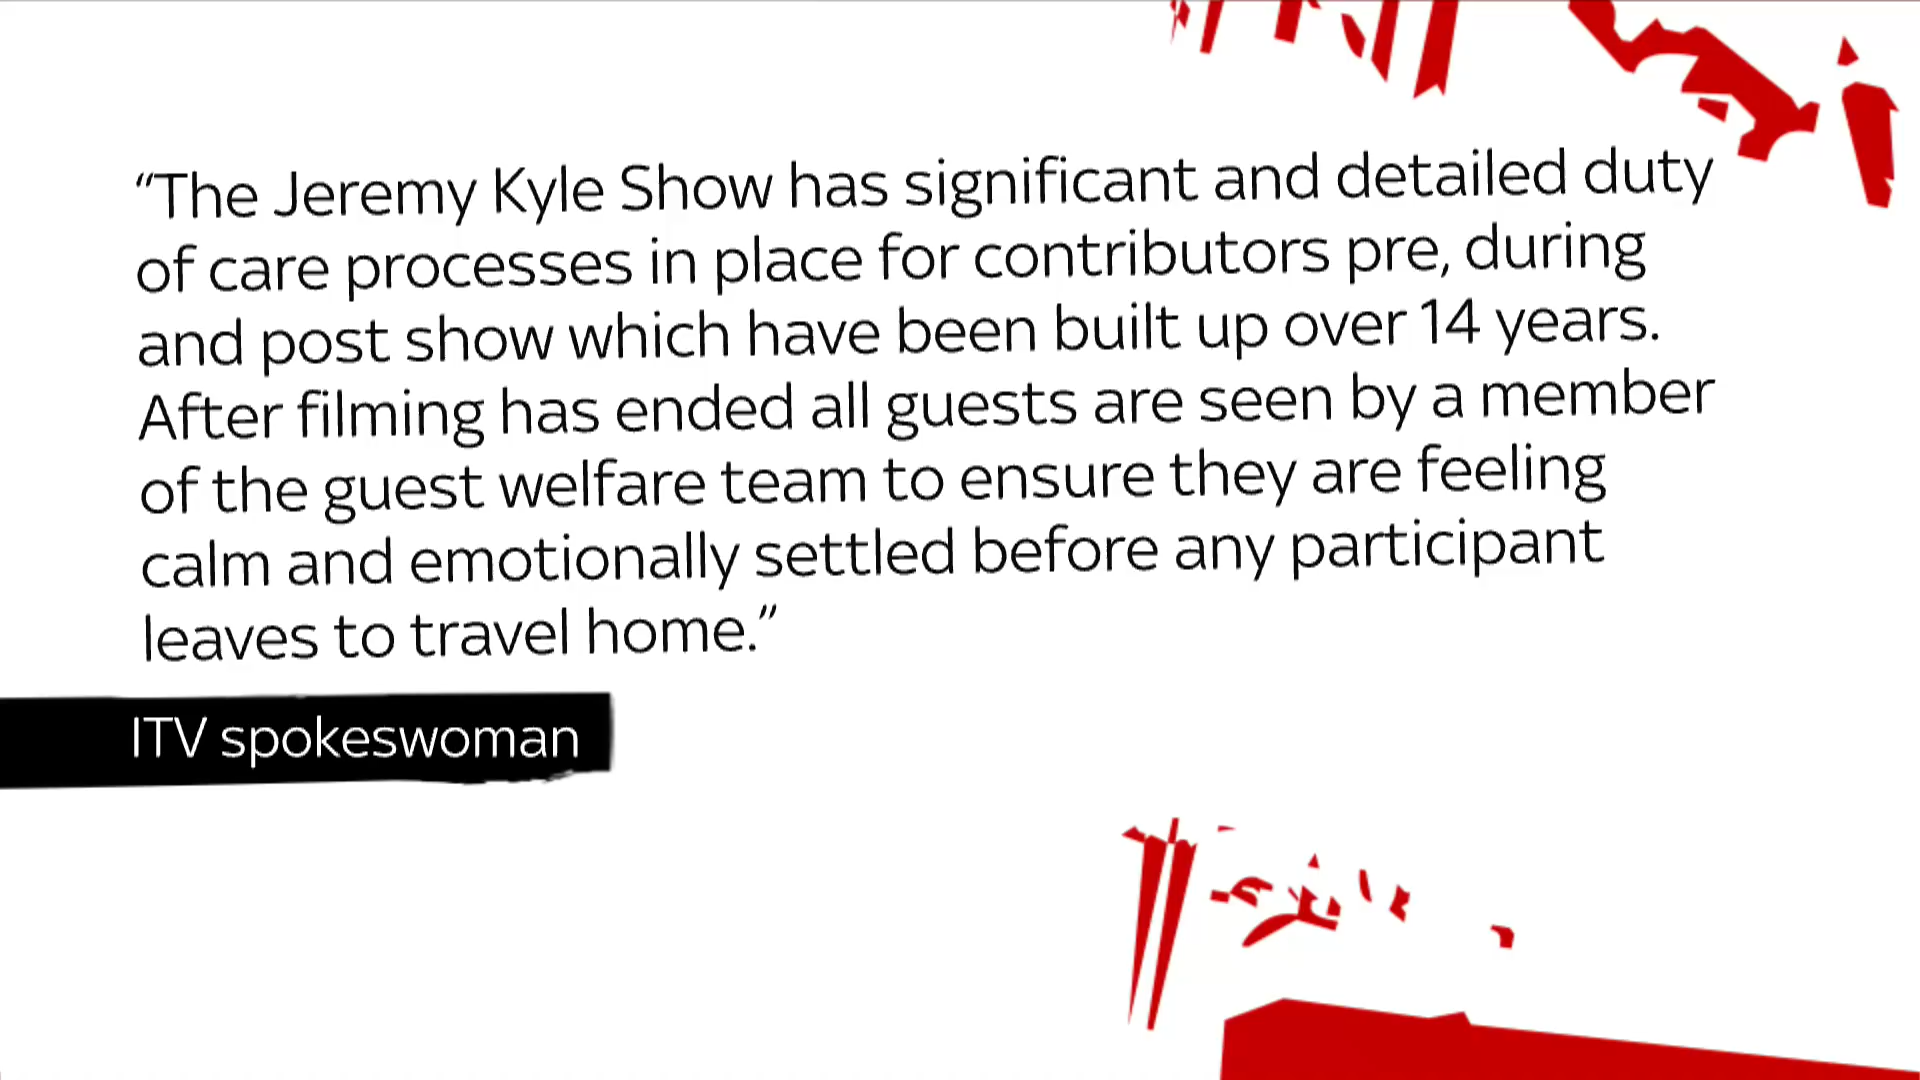 “The Jeremy Kyle Show has significant and detailed duty
of care processes in place for contributors pre, during
and post show which have been built up over 14 years.
After filming has ended all guests are seen by a member
of the guest welfare team to ensure they are feeling
calm and emotionally settled before any participant
leaves to travel home.”
ITV spokeswoman